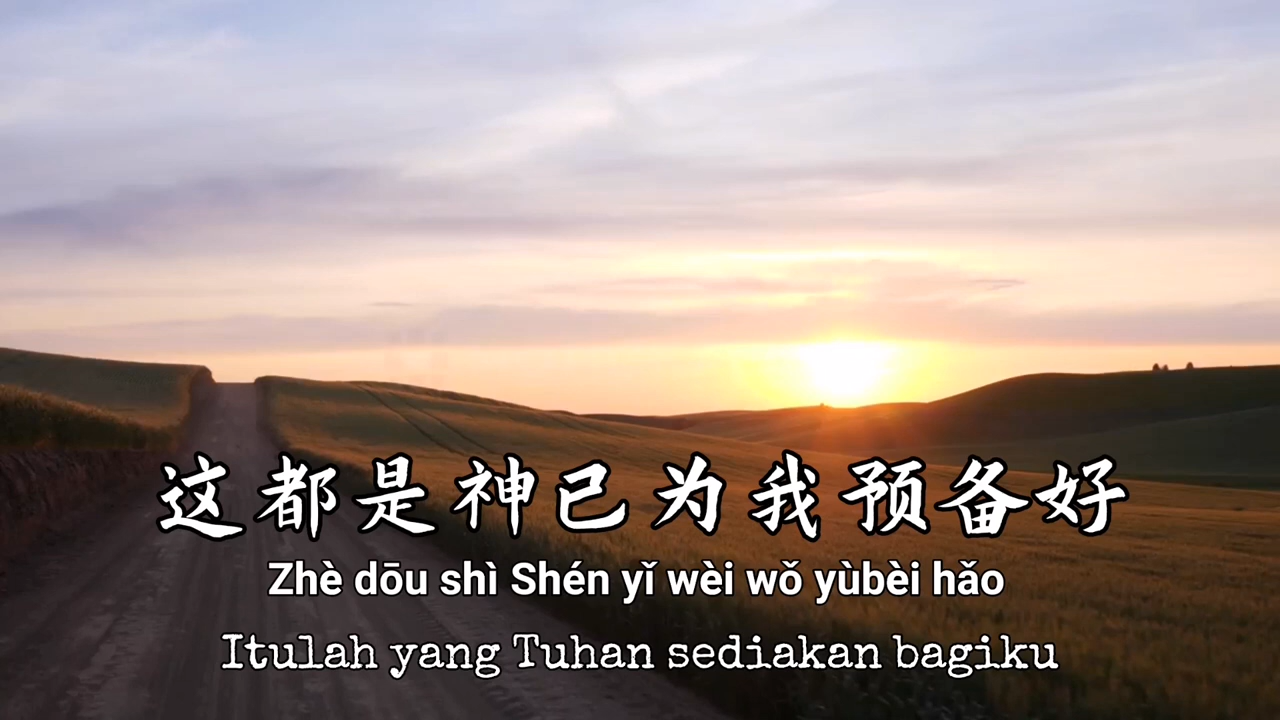 这都是神已为我预备好
Zhè dōu shì Shén yǐ wèi wǒ yùbèi hǎo
Itulah yang Tuhan sediakan bagiku